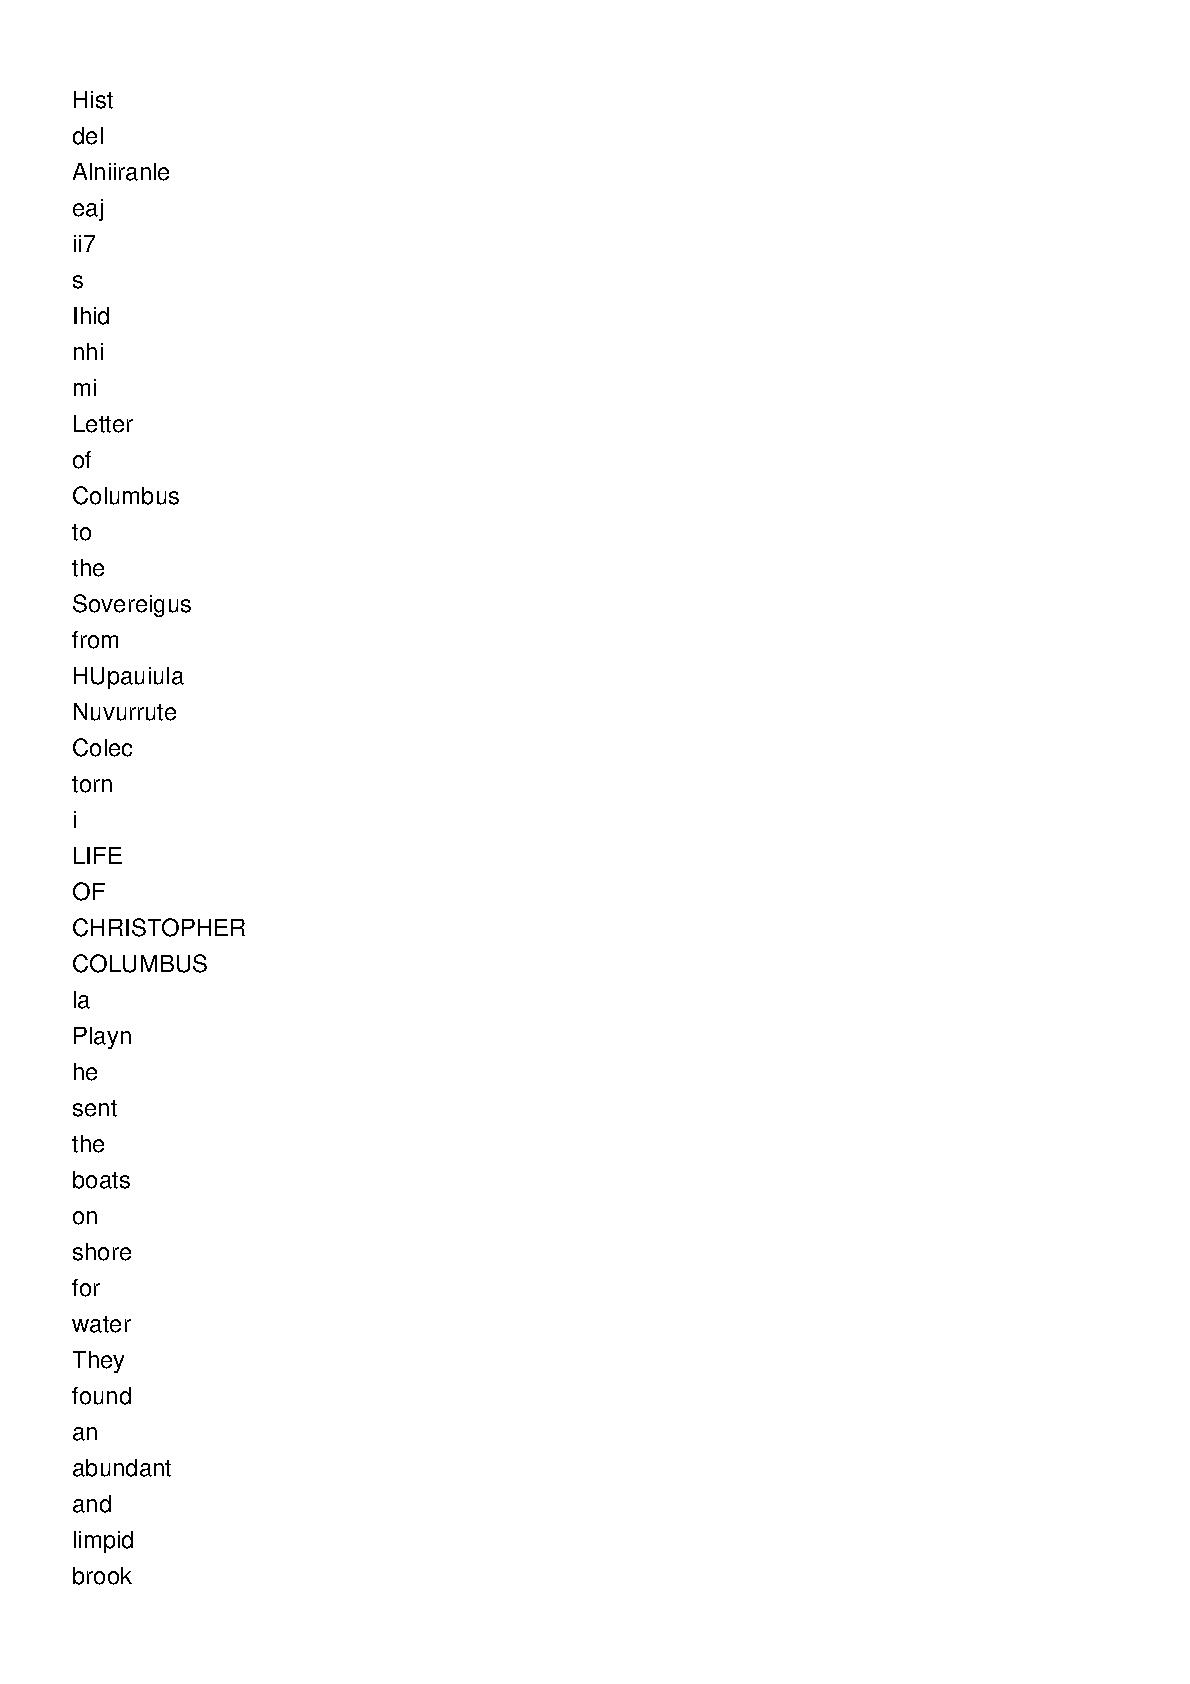 Hist
del
Alniiranle
eaj
ii7
s
Ihid
nhi
mi
Letter
of
Columbus
to
the
Sovereigus
from
HUpauiula
Nuvurrute
Colec
torn
i
LIFE
OF
CHRISTOPHER
COLUMBUS
la
Playn
he
sent
the
boats
on
shore
for
water
They
found
an
abundant
and
limpid
brook